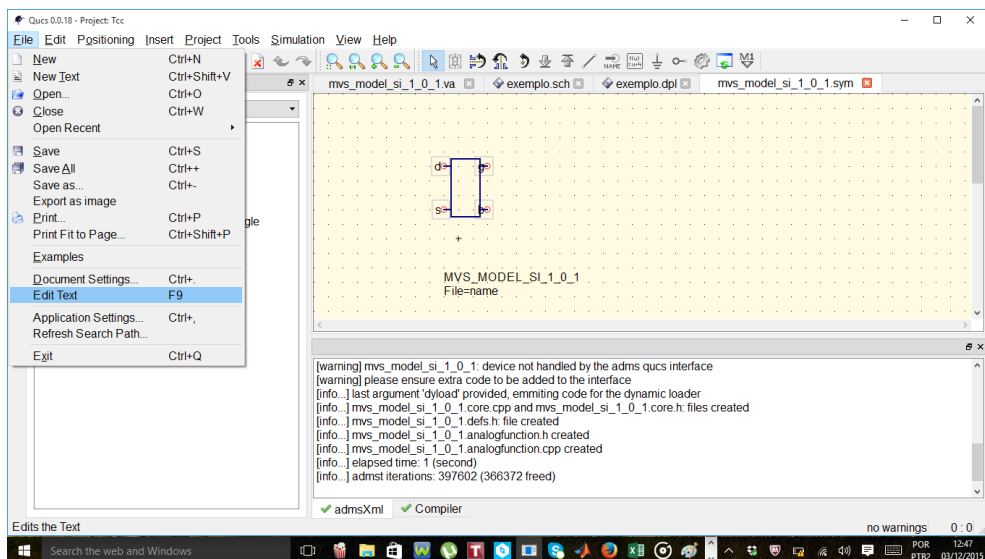 Qucs 0.0.18 - Project: Tcc
File Edit Positioning Insert Project Tools Simulation View Help
New Ctrl+N
New Text Ctrl+Shift+V
Open... Ctrl+O
Close Ctrl+W
Open Recent
Save Ctrl+S
Save All Ctrl++
Save as... Ctrl+-
Export as image
Print... Ctrl+P
Print Fit to Page... Ctrl+Shift+P
Examples
Document Settings... Ctrl+.
Edit Text F9
Application Settings... Ctrl+,
Refresh Search Path...
Exit Ctrl+Q
gle
NAME
M1
mvs_model_si_1_0_1.va exemplo.sch exemplo.dpl mvs_model_si_1_0_1.sym
d g
s b
MVS_MODEL_SI_1_0_1
File=name
[warning] mvs_model_si_1_0_1: device not handled by the adms qucs interface
[warning] please ensure extra code to be added to the interface
[info...] last argument 'dyload' provided, emmiting code for the dynamic loader
[info...] mvs_model_si_1_0_1.core.cpp and mvs_model_si_1_0_1.core.h: files created
[info...] mvs_model_si_1_0_1.defs.h: file created
[info...] mvs_model_si_1_0_1.analogfunction.h created
[info...] mvs_model_si_1_0_1.analogfunction.cpp created
[info...] elapsed time: 1 (second)
[info...] admst iterations: 397602 (366372 freed)
admsXml Compiler
Edits the Text no warnings 0 : 0
Search the web and Windows
POR 12:47
PTB2 03/12/2015